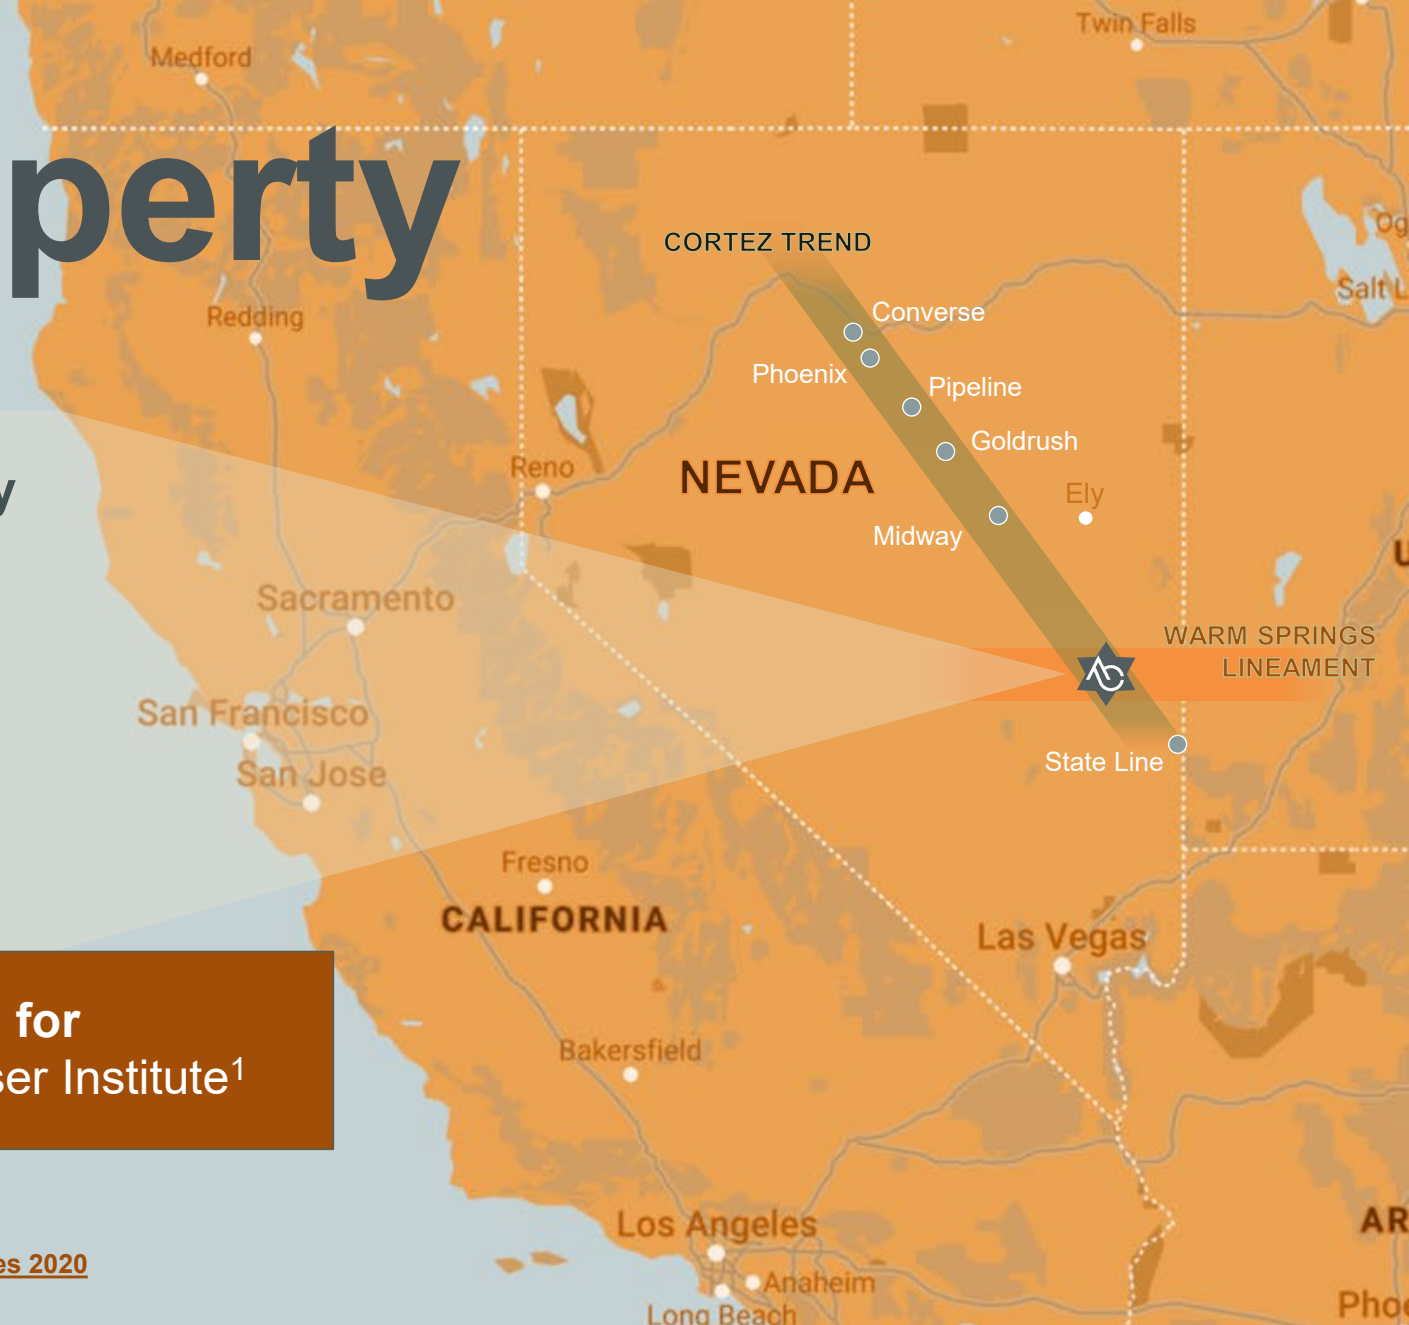 Twin Falls
Medford
perty
Og
CORTEZ TREND
Salt L
Converse
Redding
Phoenix
Pipeline
Goldrush
Reno
NEVADA
y
Ely
Midway
U
Sacramento
WARM SPRINGS
LINEAMENT
AC
San Francisco
State Line
San Jose
Fresno
CALIFORNIA
Las Vegas
for
ser Institute¹
Bakersfield
Los Angeles
AR
es 2020
Anaheim
Long Beach
Pho